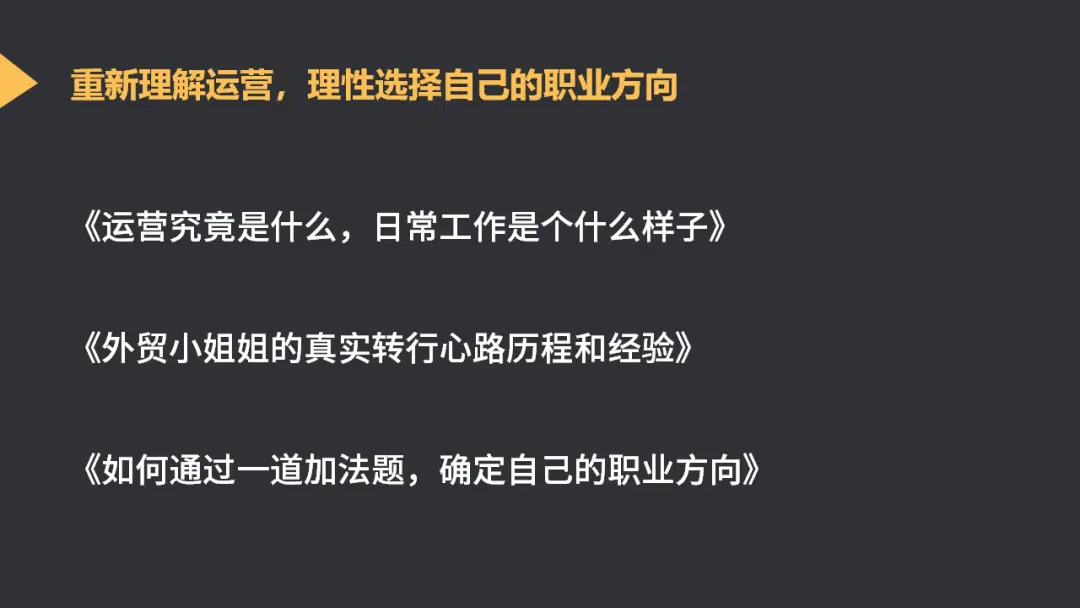 重新理解运营，理性选择自己的职业方向
《运营究竟是什么，日常工作是个什么样子》
《外贸小姐姐的真实转行心路历程和经验》
《如何通过一道加法题，确定自己的职业方向》